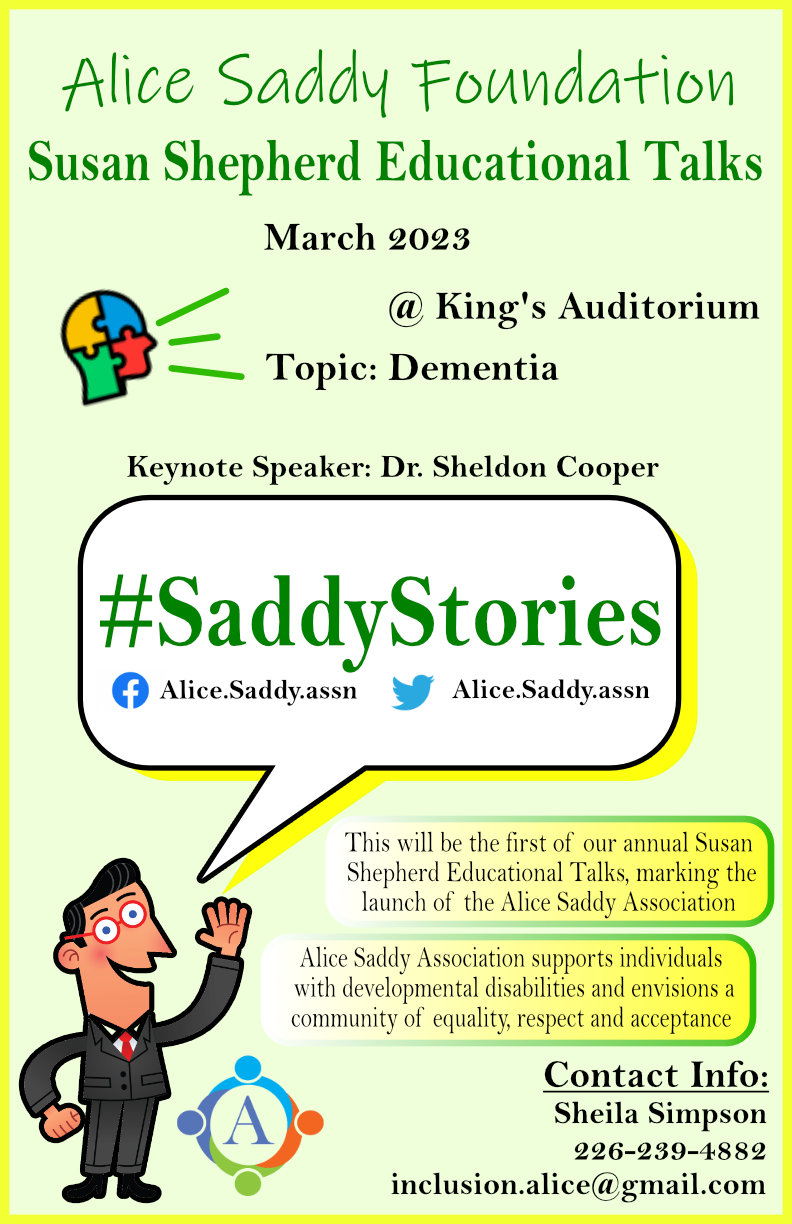 Alice Saddy Foundation
Susan Shepherd Educational Talks
March 2023
@ King's Auditorium
Topic: Dementia
Keynote Speaker: Dr. Sheldon Cooper
#SaddyStories
Alice.Saddy.assn Alice.Saddy.assn
This will be the first of our annual Susan
Shepherd Educational Talks, marking the
launch of the Alice Saddy Association
Alice Saddy Association supports individuals
with developmental disabilities and envisions a
community of equality, respect and acceptance
Contact Info:
Sheila Simpson
226-239-4882
inclusion.alice@gmail.com
A